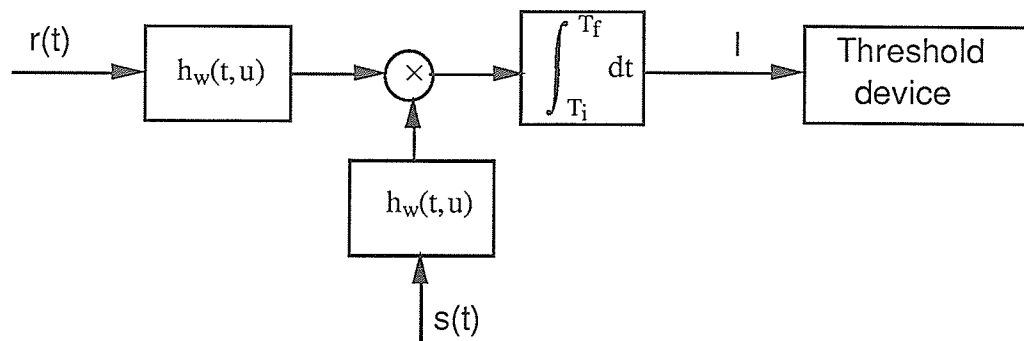 r(t)
h_w(t,u)
×
∫ T_f T_i dt
l
Threshold
device
h_w(t,u)
s(t)